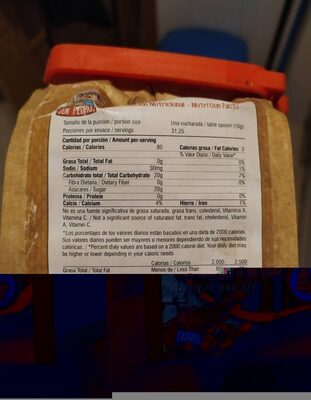 DON PEDRO
Nutricional - Nutrition Facts
Tamaño de la porción / portion size Una cucharada / table spoon
Porciones por envase / servings 31,25
Cantidad por porción / Amount per-serving
Calorías / Calories 80 Calorías grasa / Fat Calories 0
% Valor Diario / Daily Value*
Grasa Total / Total Fat 0g 0%
Sodio / Sodium 30mg
Carbohidrato total / Total Carbohydrate 20g 7%
Fibra Dietaria / Dietary Fiber 0g 0%
Azúcares / Sugar 20g
Proteína / Protein 0g 0%
Calcio / Calcium 4% Hierro / Iron 1%
No es una fuente significativa de grasa saturada, grasa trans, colesterol, Vitamina A,
Vitamina C. / Not a significant source of saturated fat, trans fat, cholesterol, Vitamin
A, Vitamin C.
*Los porcentajes de los valores diarios están basados en una dieta de 2000 calorías.
Sus valores diarios pueden ser mayores o menores dependiendo de sus necesidades
calóricas / *Percent daily values are based on a 2000 calorie diet. Your daily diet may
be higher or lower depending in your calorie needs.
Calorías / Calories 2.000 2.500
Grasa Total / Total Fat Menos de / Less Than